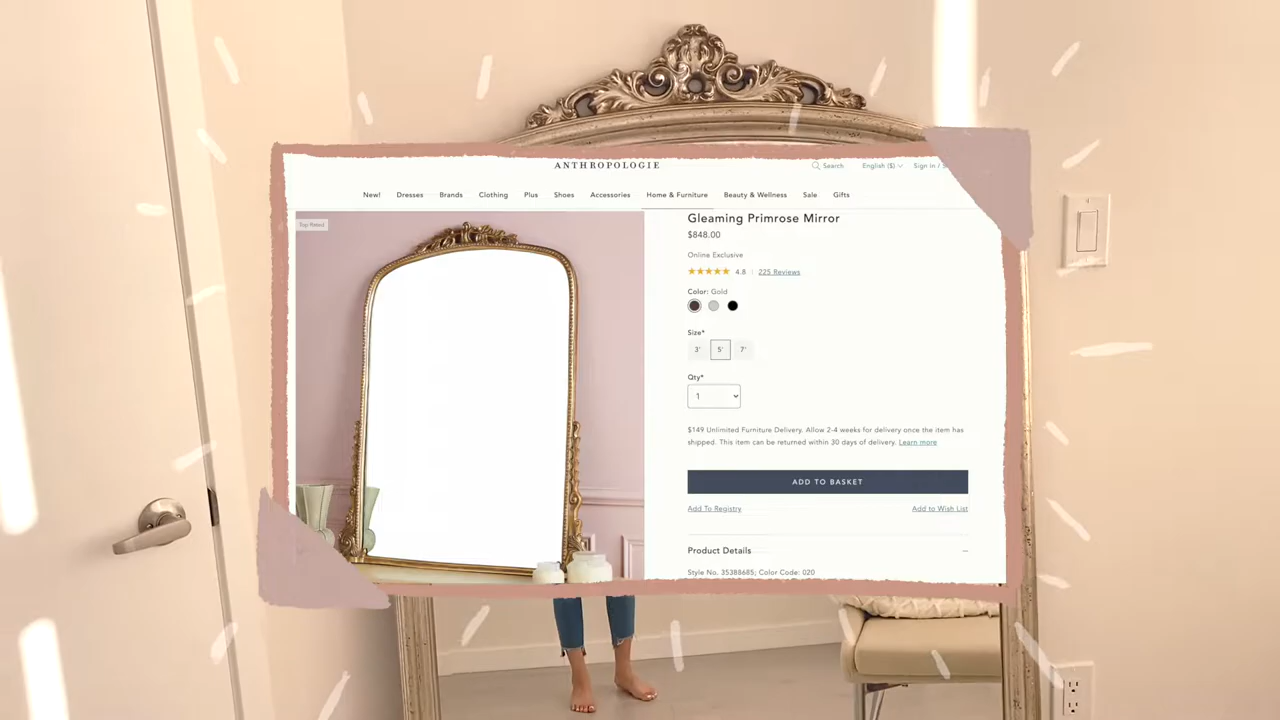 ANTHROPOLOGIE
Search
English ($)
Sign In /
New! Dresses Brands Clothing Plus Shoes Accessories Home & Furniture Beauty & Wellness Sale Gifts
Top Rated
Gleaming Primrose Mirror
$848.00
Online Exclusive
4.8 | 225 Reviews
Color: Gold
Size*
3' 5' 7'
Qty*
1
$149 Unlimited Furniture Delivery. Allow 2-4 weeks for delivery once the item has
shipped. This item can be returned within 30 days of delivery. Learn more
ADD TO BASKET
Add To Registry Add to Wish List
Product Details
Style No. 35388685; Color Code: 020